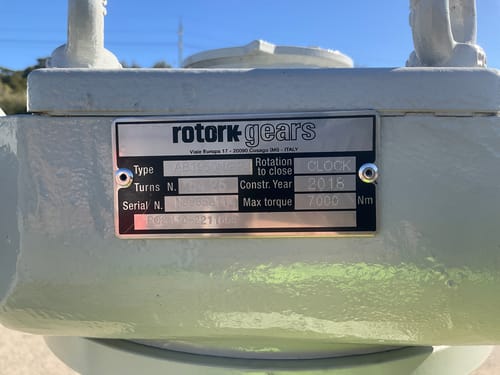 rotork gears
Viale Europa 17 - 20090 Cusago (MI) - ITALY
Type Rotation to close CLOCK
Turns N. Constr. Year 2018
Serial N. Max torque 7000 Nm